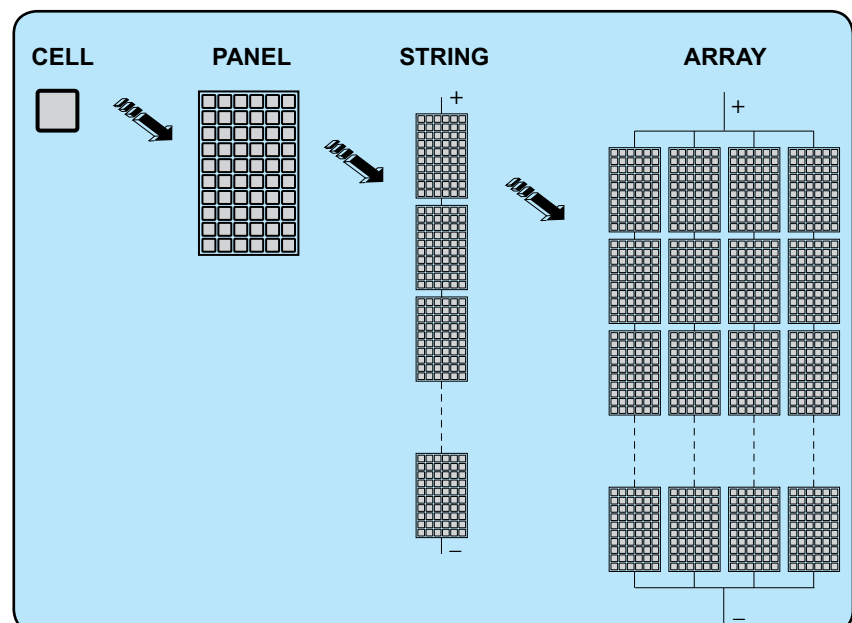 CELL PANEL STRING ARRAY
+ +
−
−